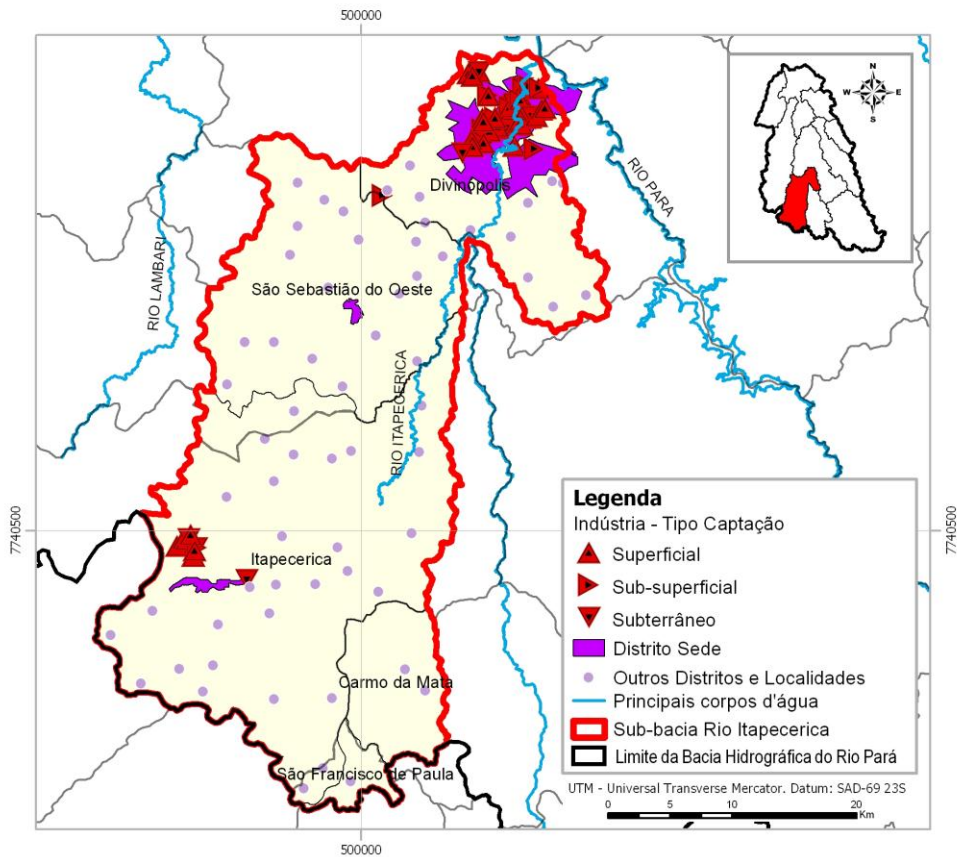 500000
N
W E
S
RIO PARA
Divinópolis
RIO LAMBARI
São Sebastião do Oeste
RIO ITAPECERICA
7740500
7740500
Itapecerica
Carmo da Mata
São Francisco de Paula
Legenda
Indústria - Tipo Captação
Superficial
Sub-superficial
Subterrâneo
Distrito Sede
Outros Distritos e Localidades
Principais corpos d'água
Sub-bacia Rio Itapecerica
Limite da Bacia Hidrográfica do Rio Pará
UTM - Universal Transverse Mercator. Datum: SAD-69 23S
0 5 10 20
Km
500000